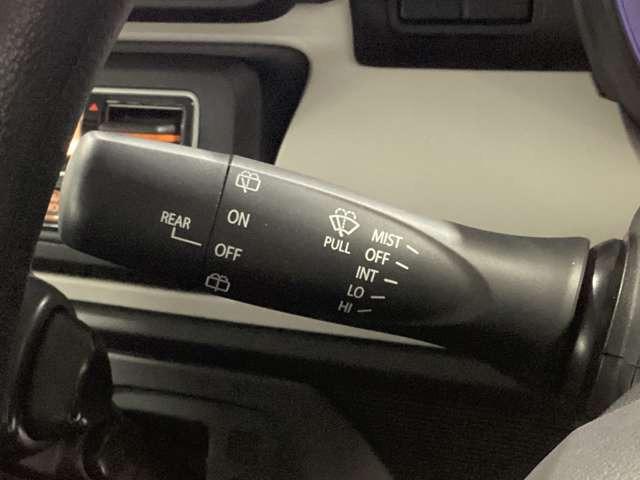 REAR
ON
OFF
PULL
MIST
OFF
INT
LO
HI